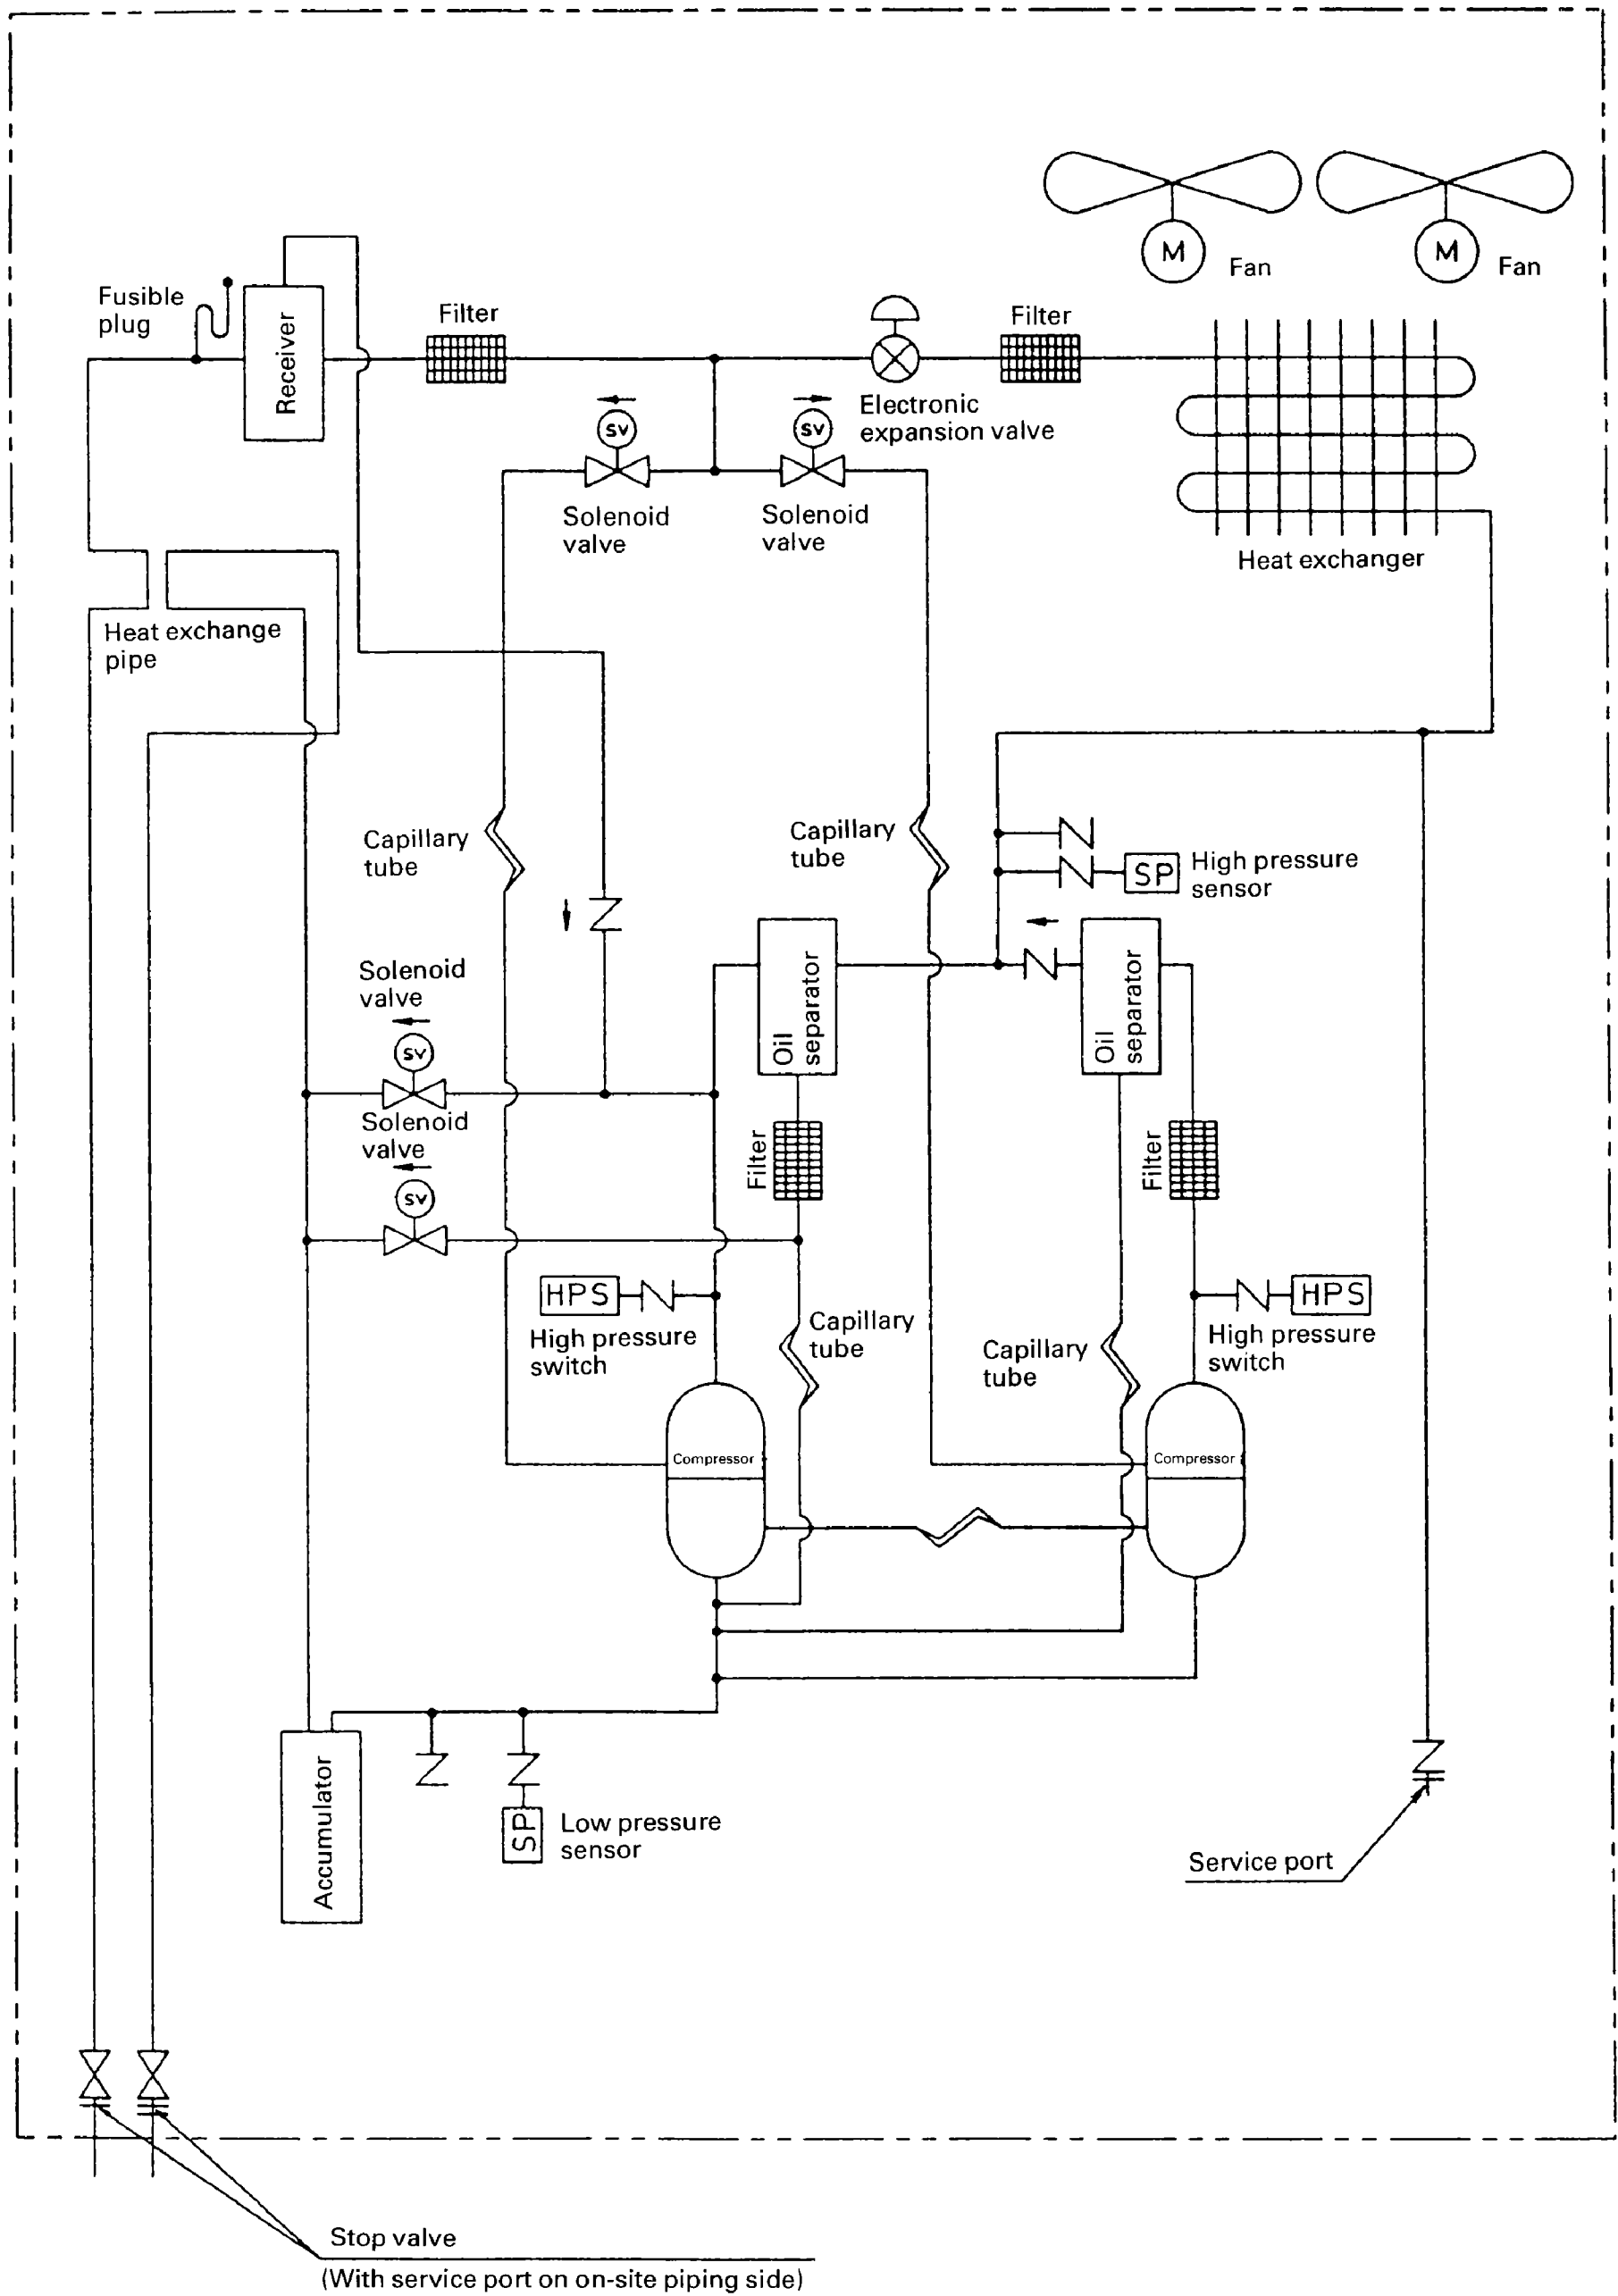 M
Fan
M
Fan
Fusible
plug
Receiver
Filter
Filter
Electronic
expansion valve
SV
SV
Solenoid
valve
Solenoid
valve
Heat exchanger
Heat exchange
pipe
Capillary
tube
Capillary
tube
SP
High pressure
sensor
Solenoid
valve
SV
Oil
separator
Oil
separator
Solenoid
valve
SV
Filter
Filter
HPS
High pressure
switch
Capillary
tube
Capillary
tube
HPS
High pressure
switch
Compressor
Compressor
Accumulator
SP
Low pressure
sensor
Service port
Stop valve
(With service port on on-site piping side)